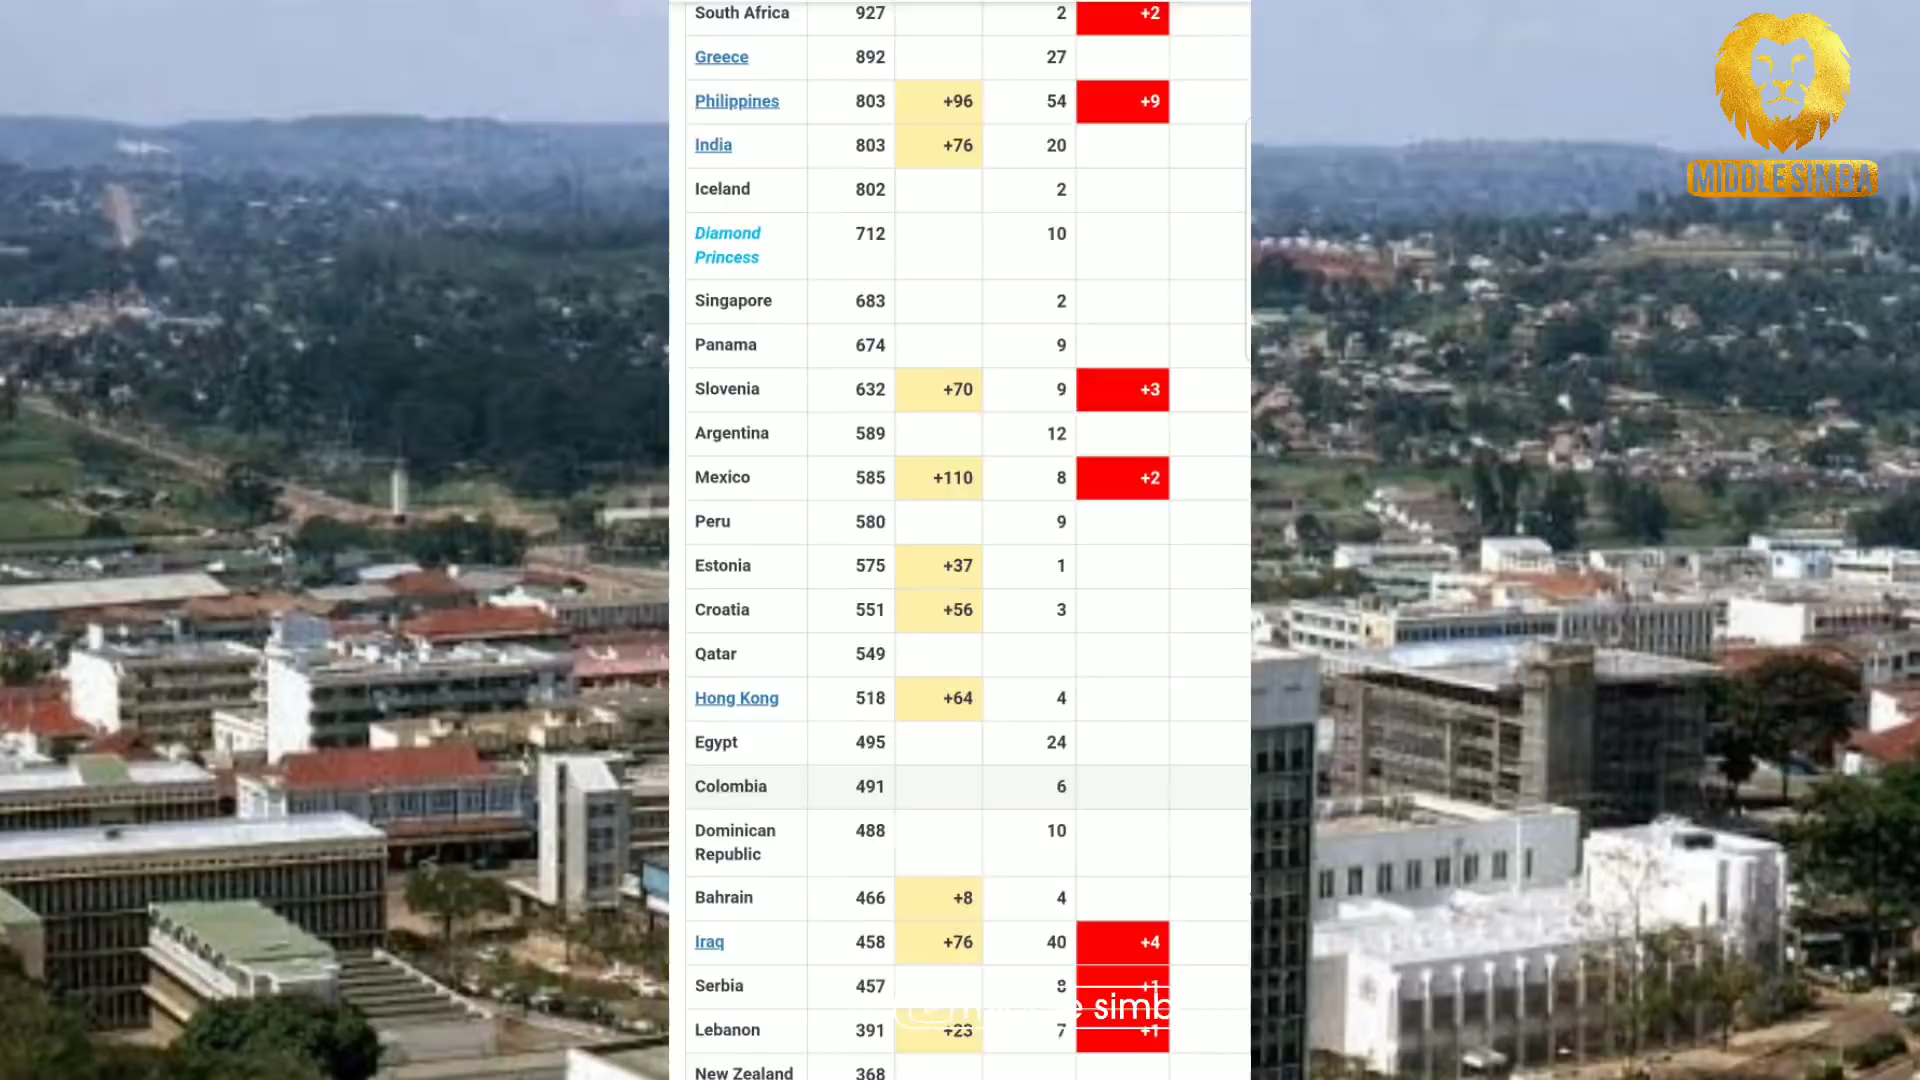 South Africa 927 2 +2
Greece 892 27
Philippines 803 +96 54 +9
India 803 +76 20
Iceland 802 2
Diamond
Princess 712 10
Singapore 683 2
Panama 674 9
Slovenia 632 +70 9 +3
Argentina 589 12
Mexico 585 +110 8 +2
Peru 580 9
Estonia 575 +37 1
Croatia 551 +56 3
Qatar 549
Hong Kong 518 +64 4
Egypt 495 24
Colombia 491 6
Dominican
Republic 488 10
Bahrain 466 +8 4
Iraq 458 +76 40 +4
Serbia 457 8 +1
Lebanon 391 +23 7 +1
New Zealand 368
MIDDLE SIMBA